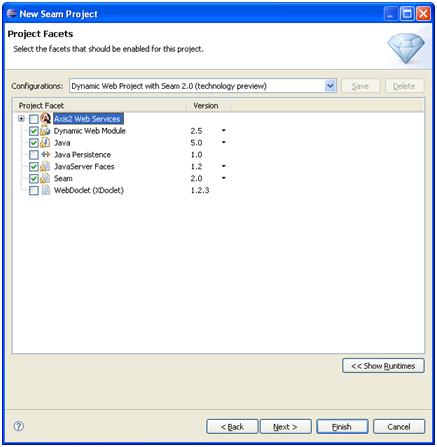 New Seam Project
Project Facets
Select the facets that should be enabled for this project.
Configurations: Dynamic Web Project with Seam 2.0 (technology preview) Save Delete
Project Facet Version
Axis2 Web Services
Dynamic Web Module 2.5
Java 5.0
Java Persistence 1.0
JavaServer Faces 1.2
Seam 2.0
WebDoclet (XDoclet) 1.2.3
<< Show Runtimes
< Back Next > Finish Cancel